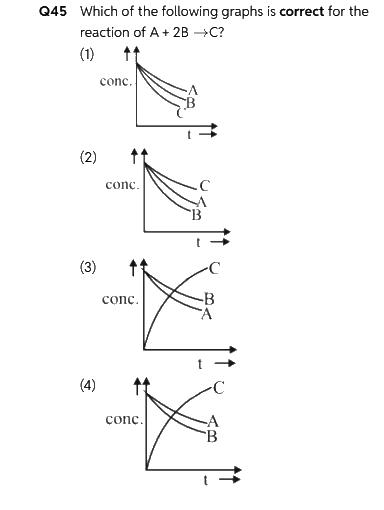 Q45 Which of the following graphs is correct for the
reaction of A + 2B →C?
(1)
conc.
A
B
C
t
(2)
conc.
C
A
B
t
(3)
C
conc.
B
A
t
(4)
C
conc.
A
B
t